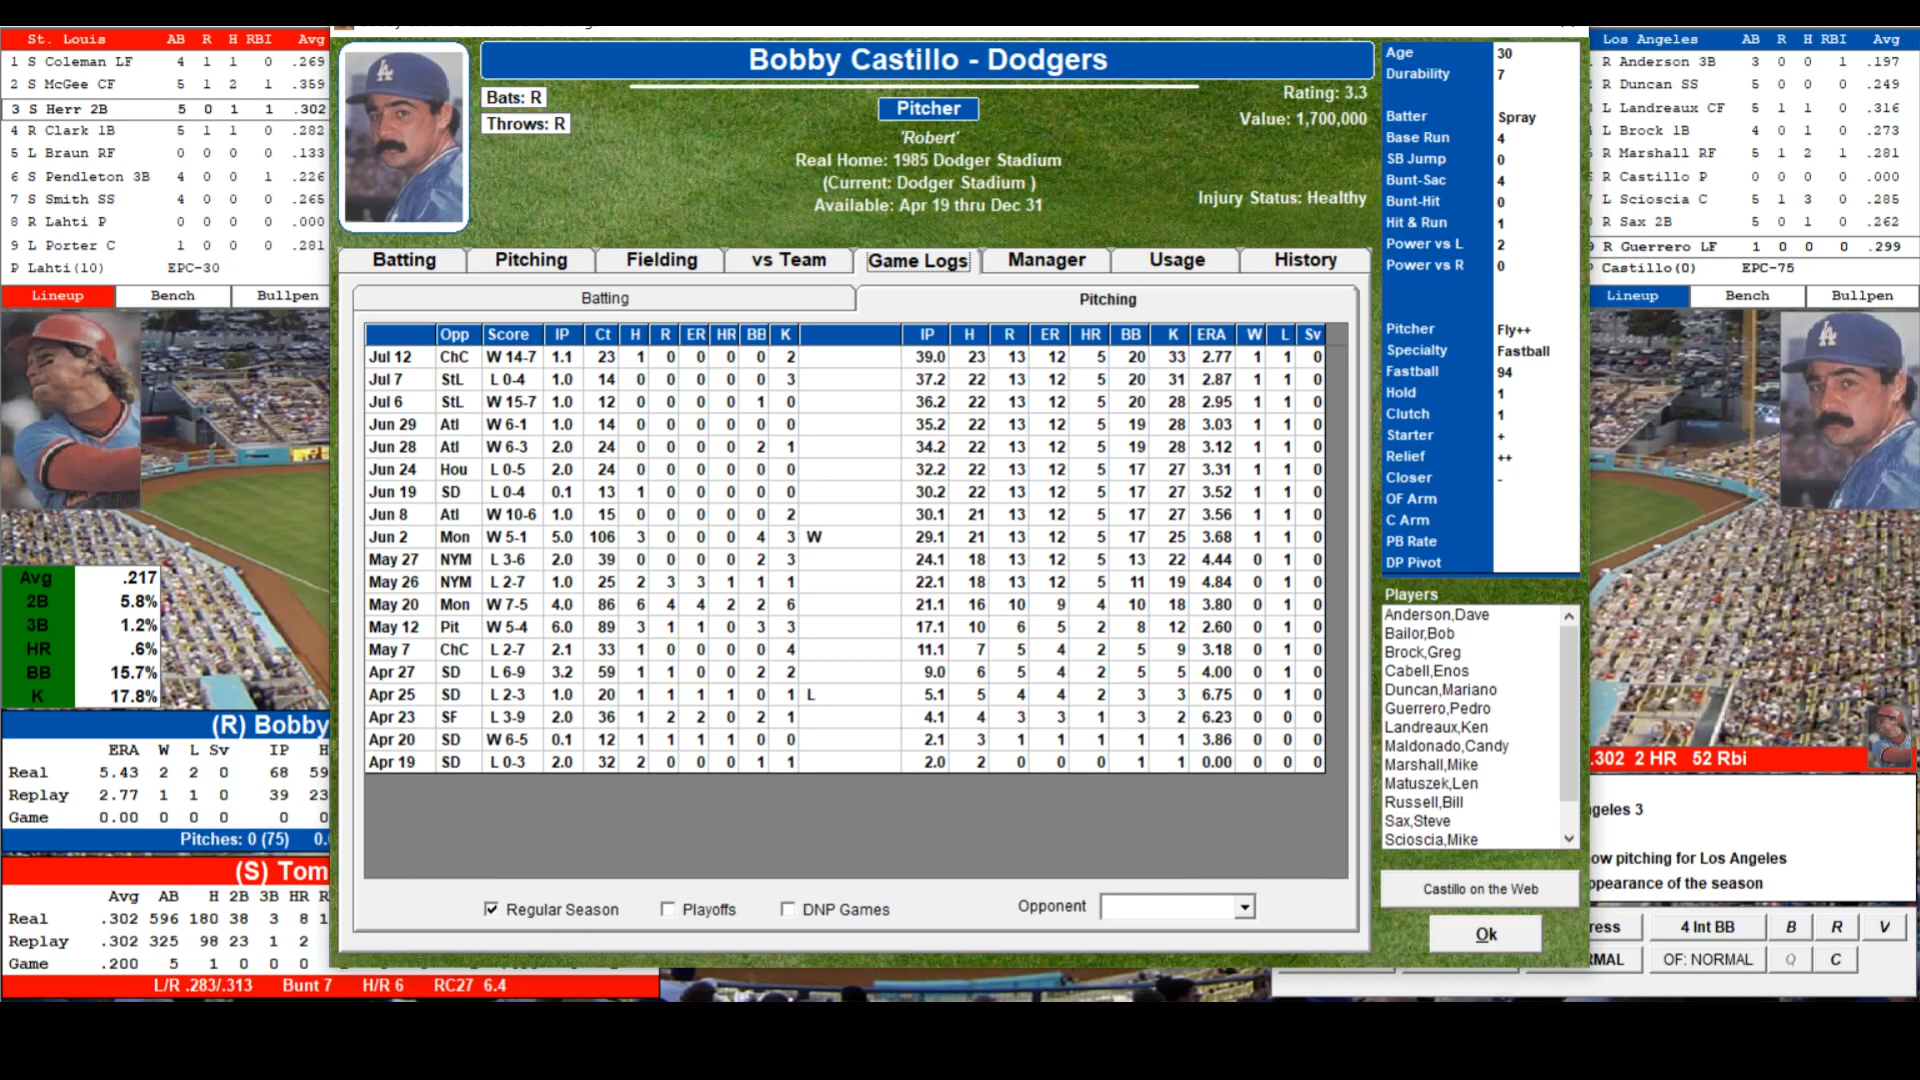 St. Louis AB R H RBI Avg
1 S Coleman LF 4 1 1 0 .269
2 S McGee CF 5 1 2 1 .359
3 S Herr 2B 5 0 1 1 .302
4 R Clark 1B 5 1 1 0 .282
5 L Braun RF 0 0 0 0 .133
6 S Pendleton 3B 4 0 0 1 .226
7 S Smith SS 4 0 0 0 .265
8 R Lahti P 0 0 0 0 .000
9 L Porter C 1 0 0 0 .281
P Lahti(10) EPC-30
Lineup Bench Bullpen
Avg .217
2B 5.8%
3B 1.2%
HR .6%
BB 15.7%
K 17.8%
(R) Bobby
ERA W L Sv IP H
Real 5.43 2 2 0 68 59
Replay 2.77 1 1 0 39 23
Game 0.00 0 0 0 0 0
Pitches: 0 (75) 0.
(S) Tom
Avg AB H 2B 3B HR R
Real .302 596 180 38 3 8 1
Replay .302 325 98 23 1 2
Game .200 5 1 0 0 0
L/R .283/.313 Bunt 7 H/R 6 RC27 6.4
Bobby Castillo - Dodgers
Bats: R
Throws: R
Pitcher
'Robert'
Real Home: 1985 Dodger Stadium
(Current: Dodger Stadium )
Available: Apr 19 thru Dec 31
Rating: 3.3
Value: 1,700,000
Injury Status: Healthy
Batting Pitching Fielding vs Team Game Logs Manager Usage History
Batting Pitching
Opp Score IP Ct H R ER HR BB K IP H R ER HR BB K ERA W L Sv
Jul 12 ChC W 14-7 1.1 23 1 0 0 0 0 2 39.0 23 13 12 5 20 33 2.77 1 1 0
Jul 7 StL L 0-4 1.0 14 0 0 0 0 0 3 37.2 22 13 12 5 20 31 2.87 1 1 0
Jul 6 StL W 15-7 1.0 12 0 0 0 0 1 0 36.2 22 13 12 5 20 28 2.95 1 1 0
Jun 29 Atl W 6-1 1.0 14 0 0 0 0 0 0 35.2 22 13 12 5 19 28 3.03 1 1 0
Jun 28 Atl W 6-3 2.0 24 0 0 0 0 2 1 34.2 22 13 12 5 19 28 3.12 1 1 0
Jun 24 Hou L 0-5 2.0 24 0 0 0 0 0 0 32.2 22 13 12 5 17 27 3.31 1 1 0
Jun 19 SD L 0-4 0.1 13 1 0 0 0 0 0 30.2 22 13 12 5 17 27 3.52 1 1 0
Jun 8 Atl W 10-6 1.0 15 0 0 0 0 0 2 30.1 21 13 12 5 17 27 3.56 1 1 0
Jun 2 Mon W 5-1 5.0 106 3 0 0 0 4 3 W 29.1 21 13 12 5 17 25 3.68 1 1 0
May 27 NYM L 3-6 2.0 39 0 0 0 0 2 3 24.1 18 13 12 5 13 22 4.44 0 1 0
May 26 NYM L 2-7 1.0 25 2 3 3 1 1 1 22.1 18 13 12 5 11 19 4.84 0 1 0
May 20 Mon W 7-5 4.0 86 6 4 4 2 2 6 21.1 16 10 9 4 10 18 3.80 0 1 0
May 12 Pit W 5-4 6.0 89 3 1 1 0 3 3 17.1 10 6 5 2 8 12 2.60 0 1 0
May 7 ChC L 2-7 2.1 33 1 0 0 0 0 4 11.1 7 5 4 2 5 9 3.18 0 1 0
Apr 27 SD L 6-9 3.2 59 1 1 0 0 2 2 9.0 6 5 4 2 5 5 4.00 0 1 0
Apr 25 SD L 2-3 1.0 20 1 1 1 1 0 1 L 5.1 5 4 4 2 3 3 6.75 0 1 0
Apr 23 SF L 3-9 2.0 36 1 2 2 0 2 1 4.1 4 3 3 1 3 2 6.23 0 0 0
Apr 20 SD W 6-5 0.1 12 1 1 1 1 0 0 2.1 3 1 1 1 1 1 3.86 0 0 0
Apr 19 SD L 0-3 2.0 32 2 0 0 0 1 1 2.0 2 0 0 0 1 1 0.00 0 0 0
Regular Season Playoffs DNP Games Opponent
Age 30
Durability 7
Batter Spray
Base Run 4
SB Jump 0
Bunt-Sac 4
Bunt-Hit 0
Hit & Run 1
Power vs L 2
Power vs R 0
Pitcher Fly++
Specialty Fastball
Fastball 94
Hold 1
Clutch 1
Starter +
Relief ++
Closer -
OF Arm
C Arm
PB Rate
DP Pivot
Players
Anderson,Dave
Bailor,Bob
Brock,Greg
Cabell,Enos
Duncan,Mariano
Guerrero,Pedro
Landreaux,Ken
Maldonado,Candy
Marshall,Mike
Matuszek,Len
Russell,Bill
Sax,Steve
Scioscia,Mike
Castillo on the Web
Ok
Los Angeles AB R H RBI Avg
R Anderson 3B 3 0 0 1 .197
R Duncan SS 5 0 0 0 .249
L Landreaux CF 5 1 1 0 .316
L Brock 1B 4 0 1 0 .273
R Marshall RF 5 1 2 1 .281
R Castillo P 0 0 0 0 .000
L Scioscia C 5 1 3 0 .285
R Sax 2B 5 0 1 0 .262
R Guerrero LF 1 0 0 0 .299
Castillo(0) EPC-75
Lineup Bench Bullpen
.302 2 HR 52 Rbi
geles 3
ow pitching for Los Angeles
ppearance of the season
ress 4 Int BB B R V
RMAL OF: NORMAL Q C